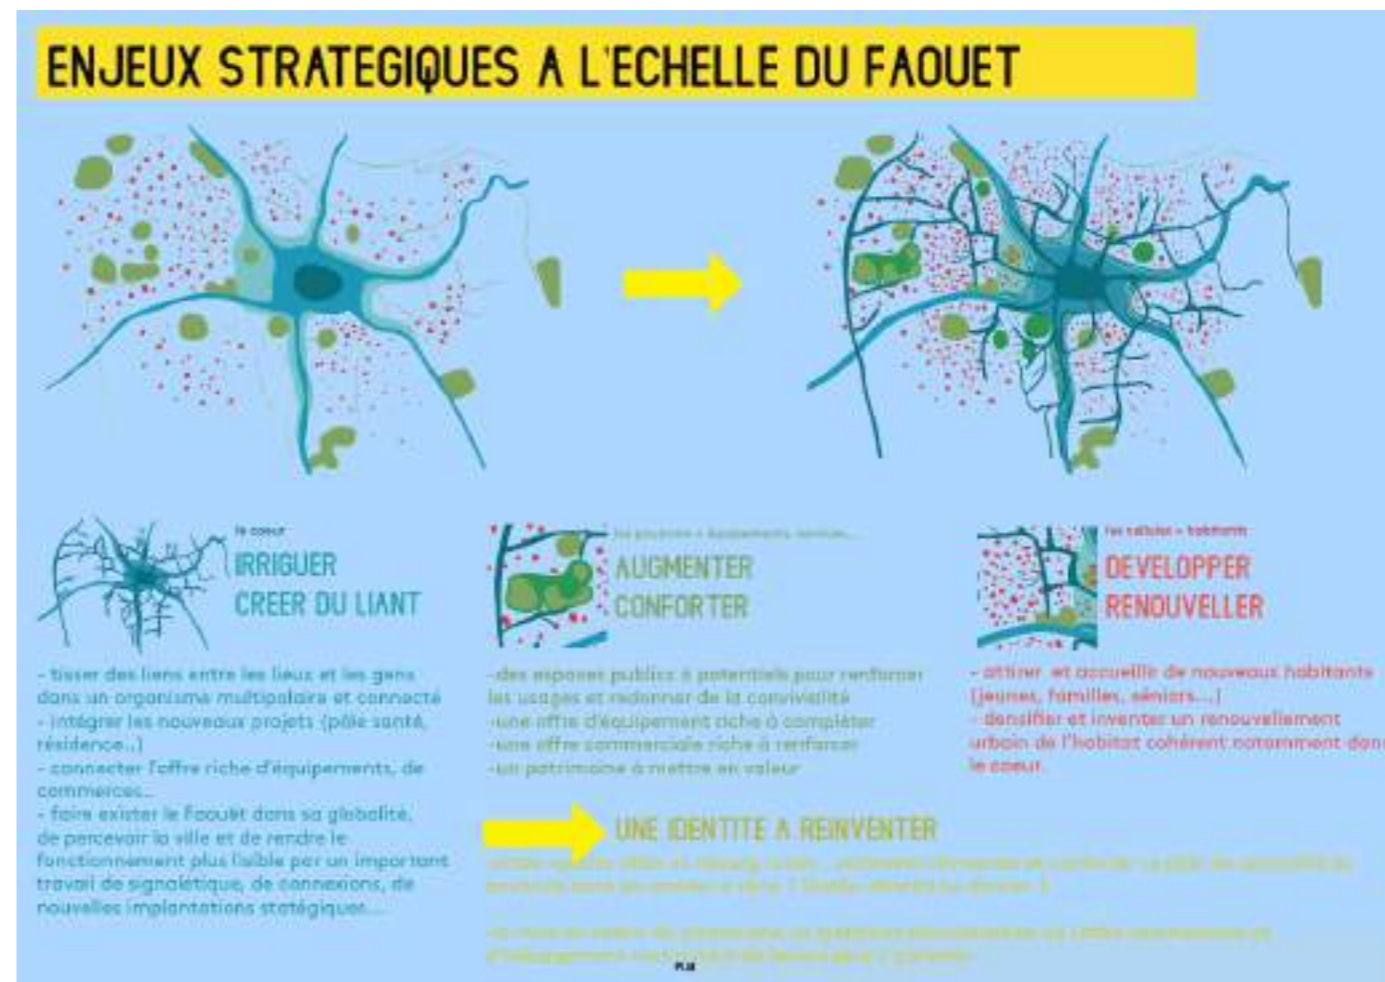 ENJEUX STRATEGIQUES A L'ECHELLE DU FAOUET
le coeur
IRRIGUER
CREER DU LIANT
- tisser des liens entre les lieux et les gens
dans un organisme multipolaire et connecté
- intégrer les nouveaux projets (pôle santé,
résidence..)
- connecter l'offre riche d'équipements, de
commerces...
- faire exister le Faouët dans sa globalité,
de percevoir la ville et de rendre le
fonctionnement plus lisible par un important
travail de signalétique, de connexions, de
nouvelles implantations statégiques....
équipements, services...
AUGMENTER
CONFORTER
-des espaces publics à potentiels pour renforcer
les usages et redonner de la convivialité
-une offre d'équipement riche à compléter
-une offre commerciale riche à renforcer
-un patrimoine à mettre en valeur
les cellules = habitants
DEVELOPPER
RENOUVELLER
- attirer et accueillir de nouveaux habitants
(jeunes, familles, séniors....)
- densifier et inventer un renouvellement
urbain de l'habitat cohérent notamment dans
le coeur.
UNE IDENTITE A REINVENTER